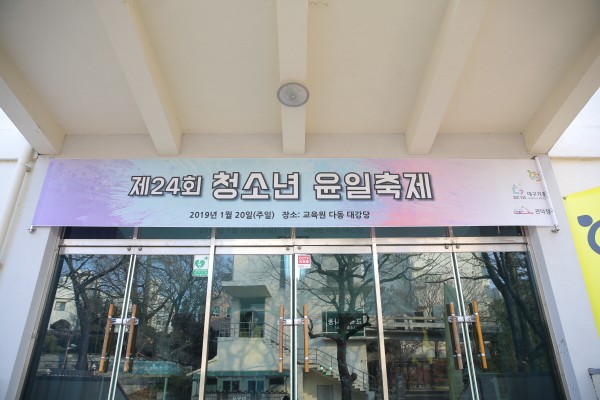 제24회 청소년 윤일축제
2019년 1월 20일(주일) 장소: 교육원 다동 대강당